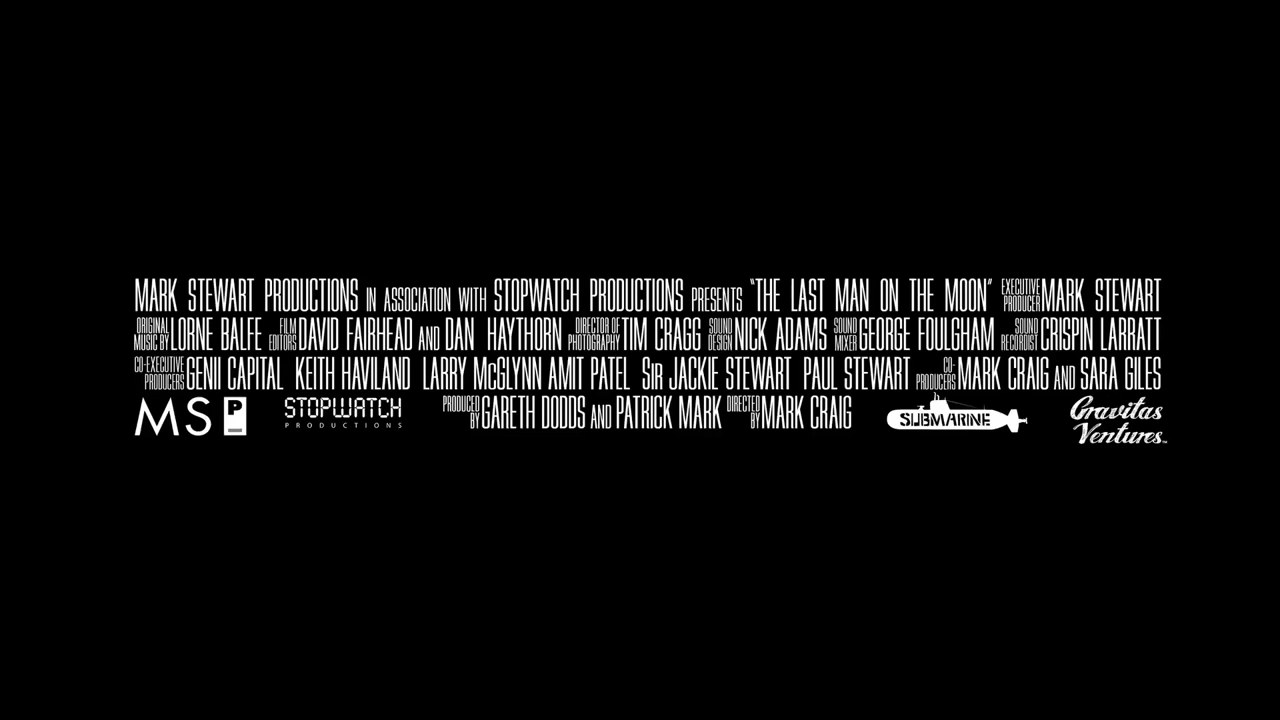 MARK STEWART PRODUCTIONS IN ASSOCIATION WITH STOPWATCH PRODUCTIONS PRESENTS "THE LAST MAN ON THE MOON" EXECUTIVE PRODUCER MARK STEWART
ORIGINAL MUSIC BY LORNE BALFE FILM EDITORS DAVID FAIRHEAD AND DAN HAYTHORN DIRECTOR OF PHOTOGRAPHY TIM CRAGG SOUND DESIGN NICK ADAMS SOUND MIXER GEORGE FOULGHAM SOUND RECORDIST CRISPIN LARRATT
CO-EXECUTIVE PRODUCERS GENII CAPITAL KEITH HAVILAND LARRY McGLYNN AMIT PATEL SIR JACKIE STEWART PAUL STEWART CO-PRODUCERS MARK CRAIG AND SARA GILES
MSP STOPWATCH PRODUCTIONS PRODUCED BY GARETH DODDS AND PATRICK MARK DIRECTED BY MARK CRAIG SUBMARINE Gravitas Ventures™